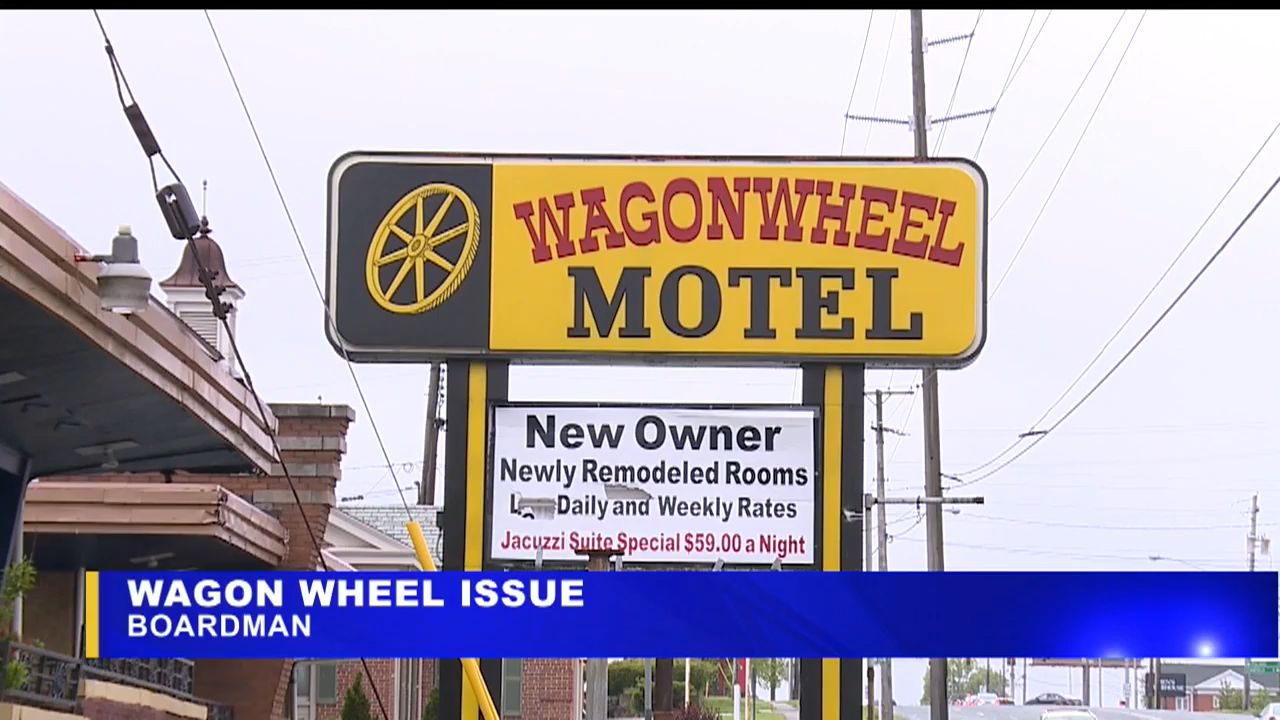 WAGONWHEEL
MOTEL
New Owner
Newly Remodeled Rooms
Daily and Weekly Rates
Jacuzzi Suite Special $59.00 a Night
WAGON WHEEL ISSUE
BOARDMAN